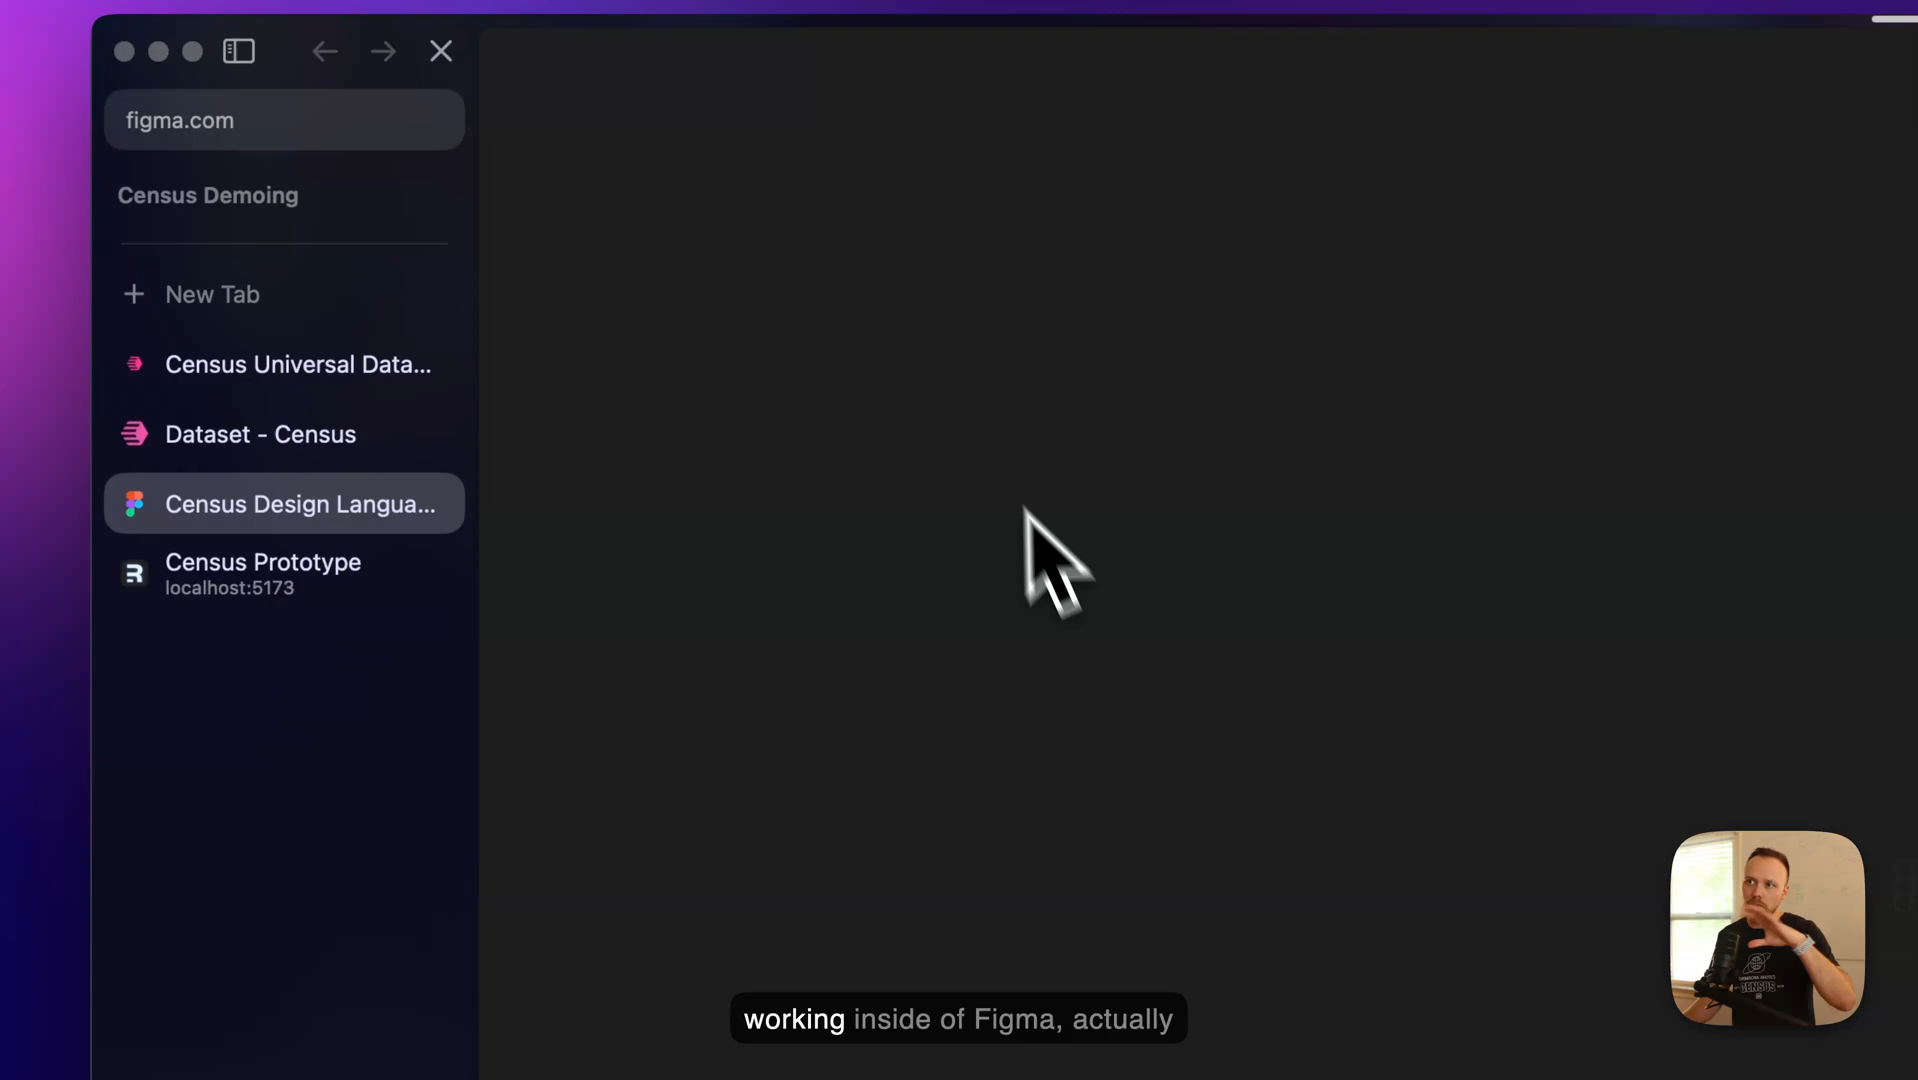 figma.com
Census Demoing
New Tab
Census Universal Data...
Dataset - Census
Census Design Langua...
Census Prototype
localhost:5173
CENSUS
working inside of Figma, actually